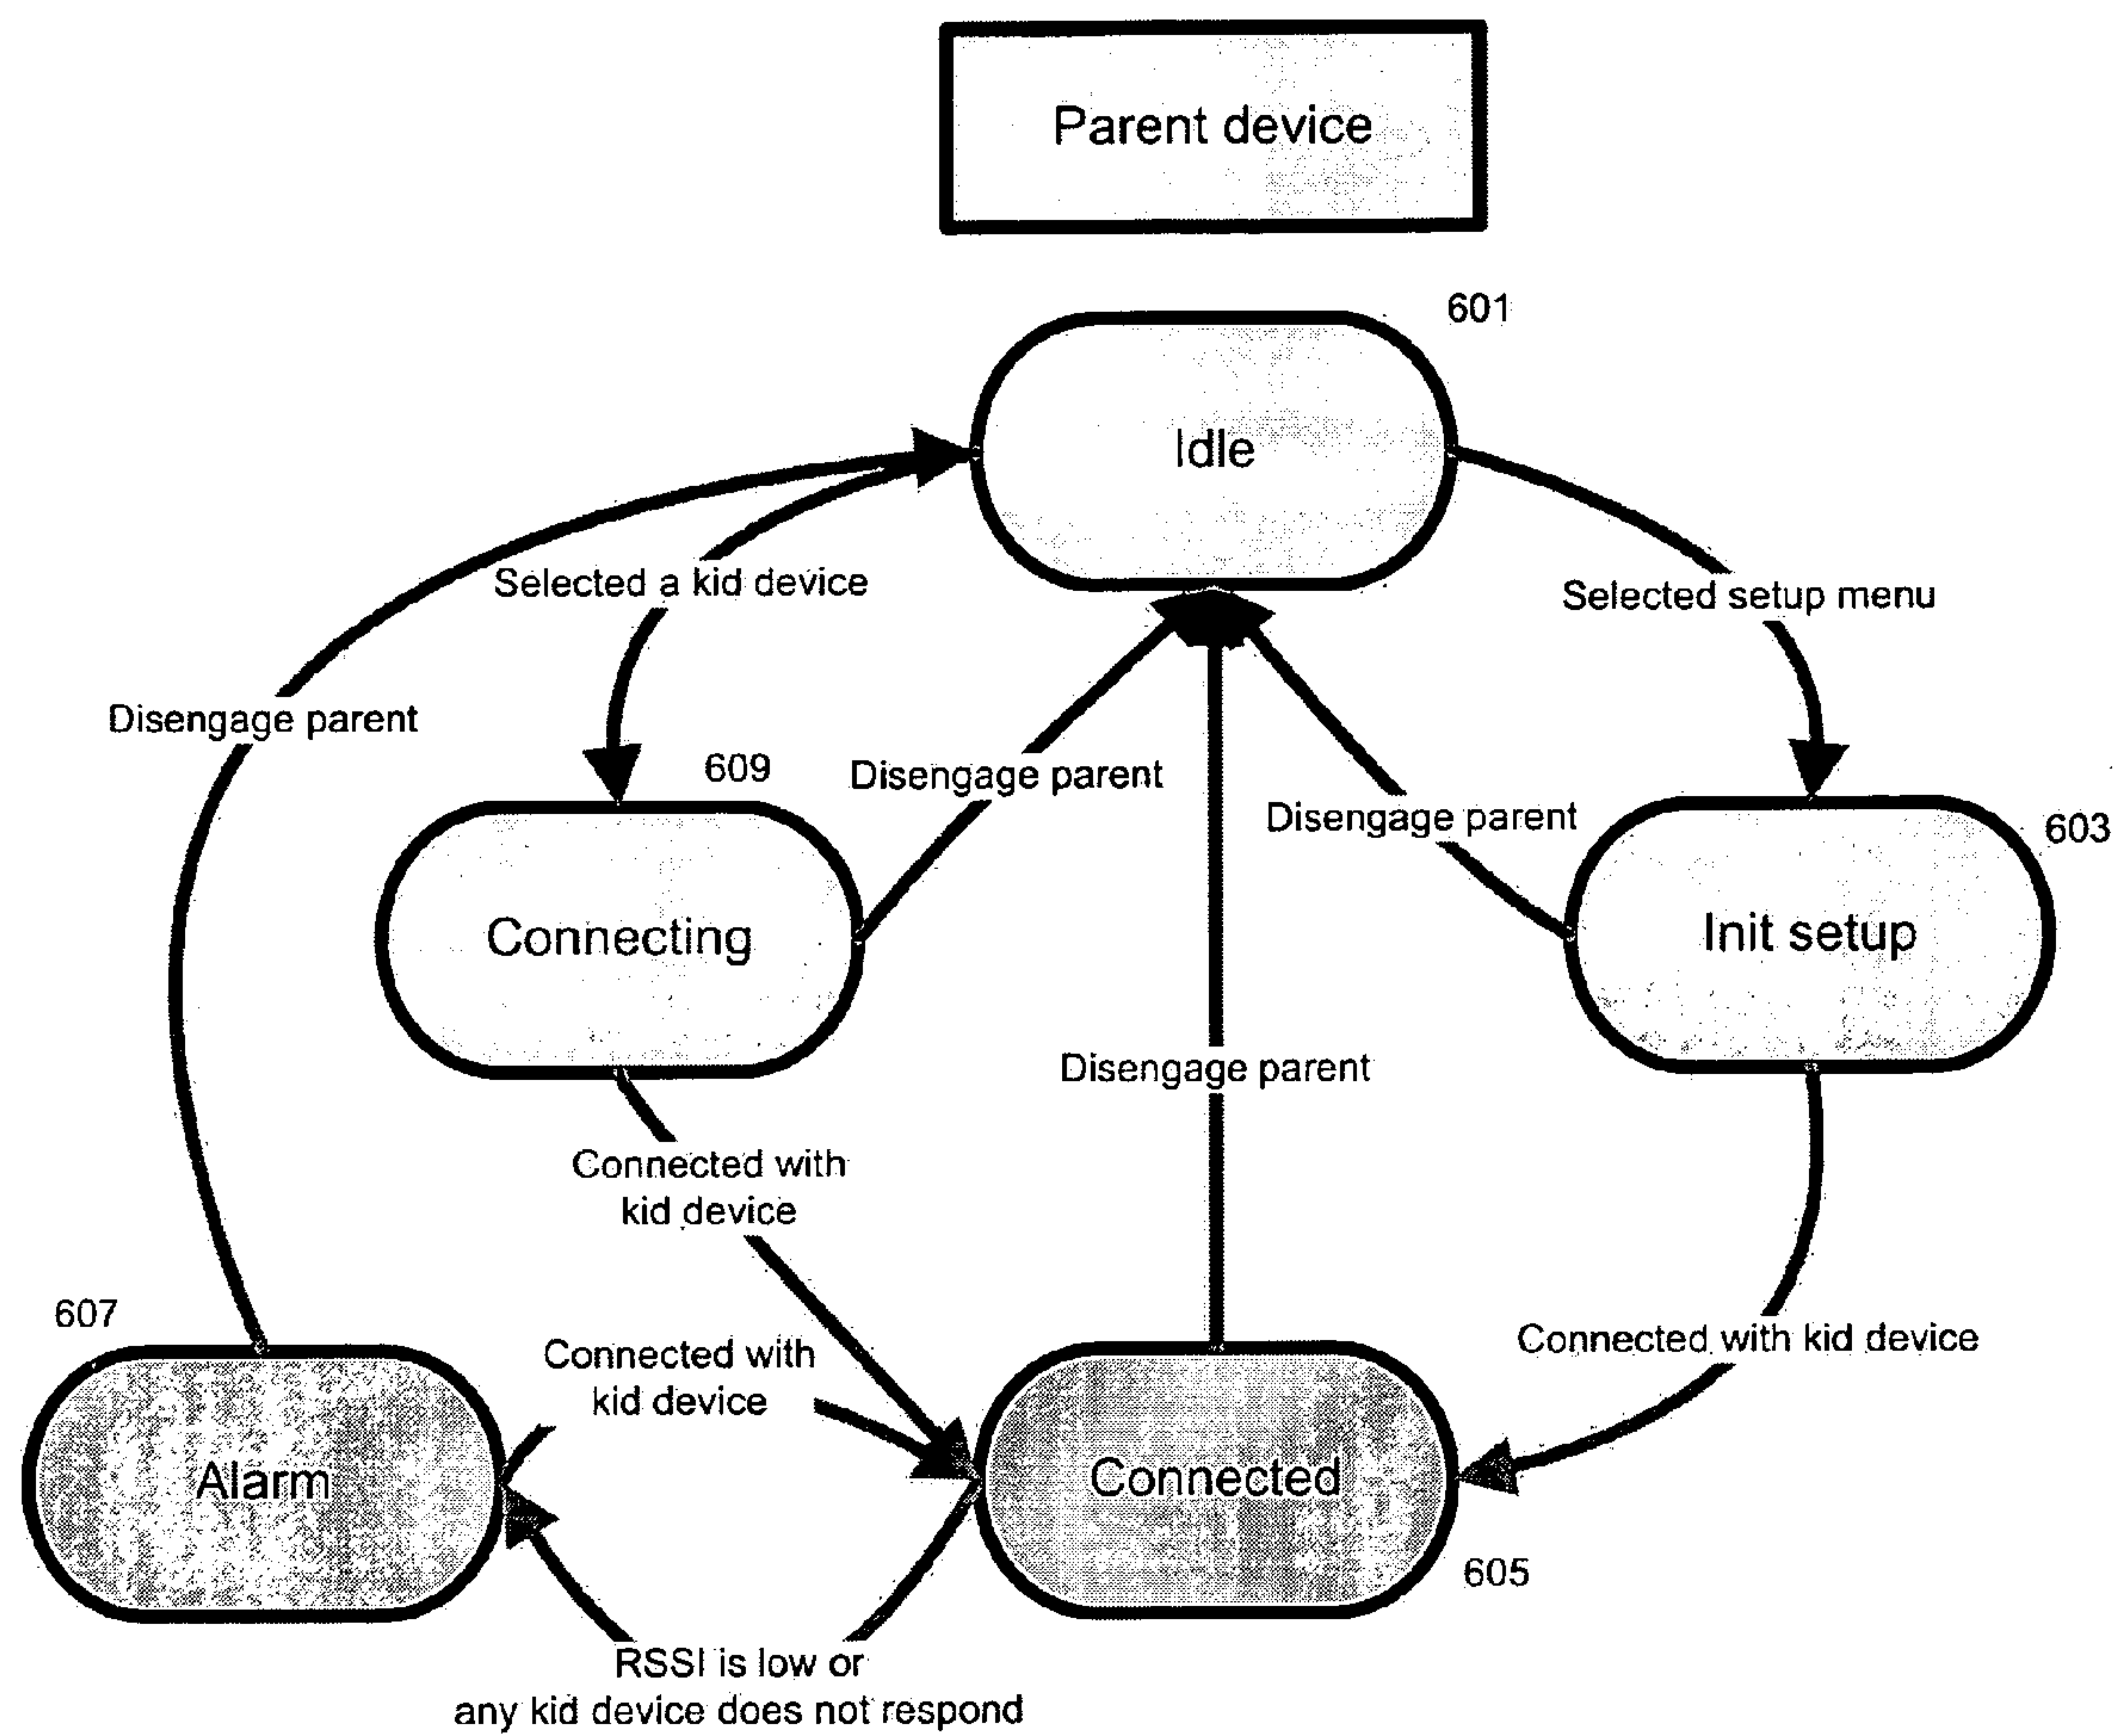 Parent device
601
Idle
Selected a kid device
Selected setup menu
Disengage parent
609
Disengage parent
Disengage parent
603
Connecting
Init setup
Disengage parent
Connected with
kid device
607
Connected with
kid device
Connected with kid device
Alarm
Connected
605
RSSI is low or
any kid device does not respond